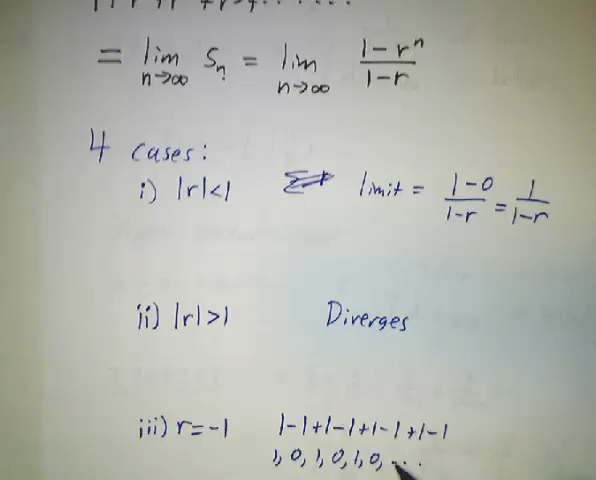 = lim n→∞ Sn = lim n→∞ 1-r^n / 1-r
4 cases:
i) |r|<1 limit = 1-0 / 1-r = 1 / 1-r
ii) |r|>1 Diverges
iii) r=-1 1-1+1-1+1-1+1-1
1, 0, 1, 0, 1, 0, ...